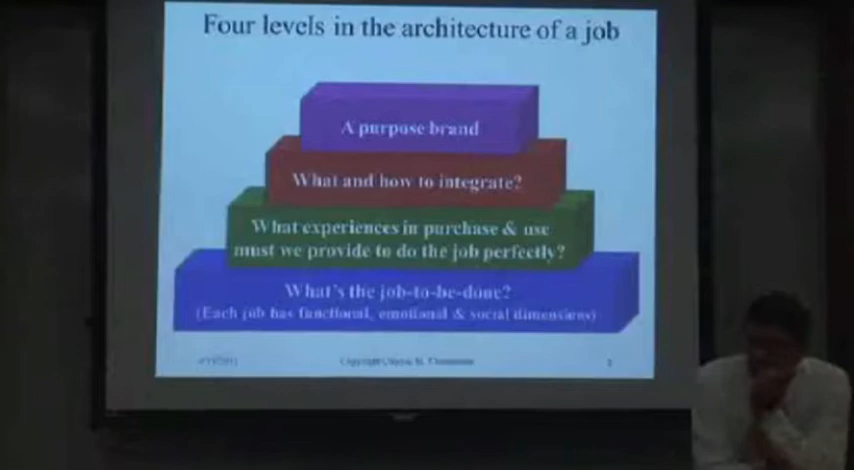 Four levels in the architecture of a job
A purpose brand
What and how to integrate?
What experiences in purchase & use
must we provide to do the job perfectly?
What's the job-to-be-done?
(Each job has functional, emotional & social dimensions)
Copyright